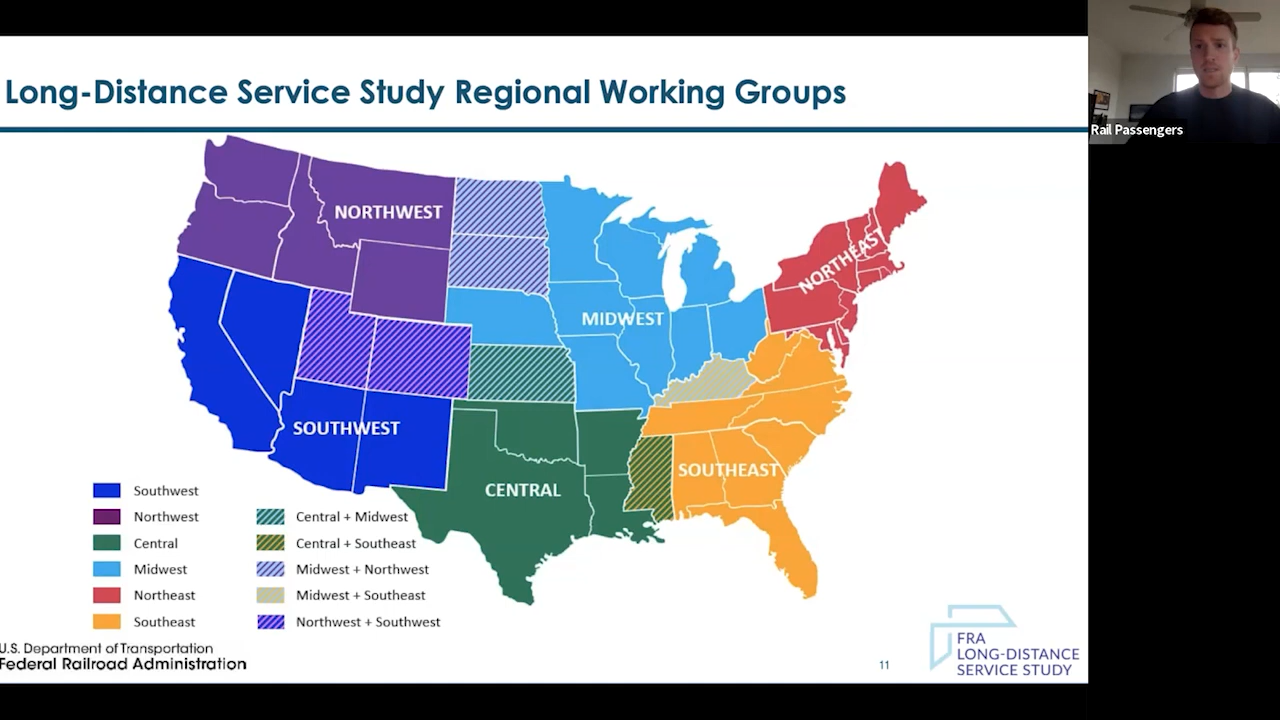 Long-Distance Service Study Regional Working Groups
Rail Passengers
NORTHWEST
NORTHEAST
MIDWEST
SOUTHWEST
SOUTHEAST
CENTRAL
Southwest
Northwest
Central
Midwest
Northeast
Southeast
Central + Midwest
Central + Southeast
Midwest + Northwest
Midwest + Southeast
Northwest + Southwest
U.S. Department of Transportation
Federal Railroad Administration
11
FRA
LONG-DISTANCE
SERVICE STUDY